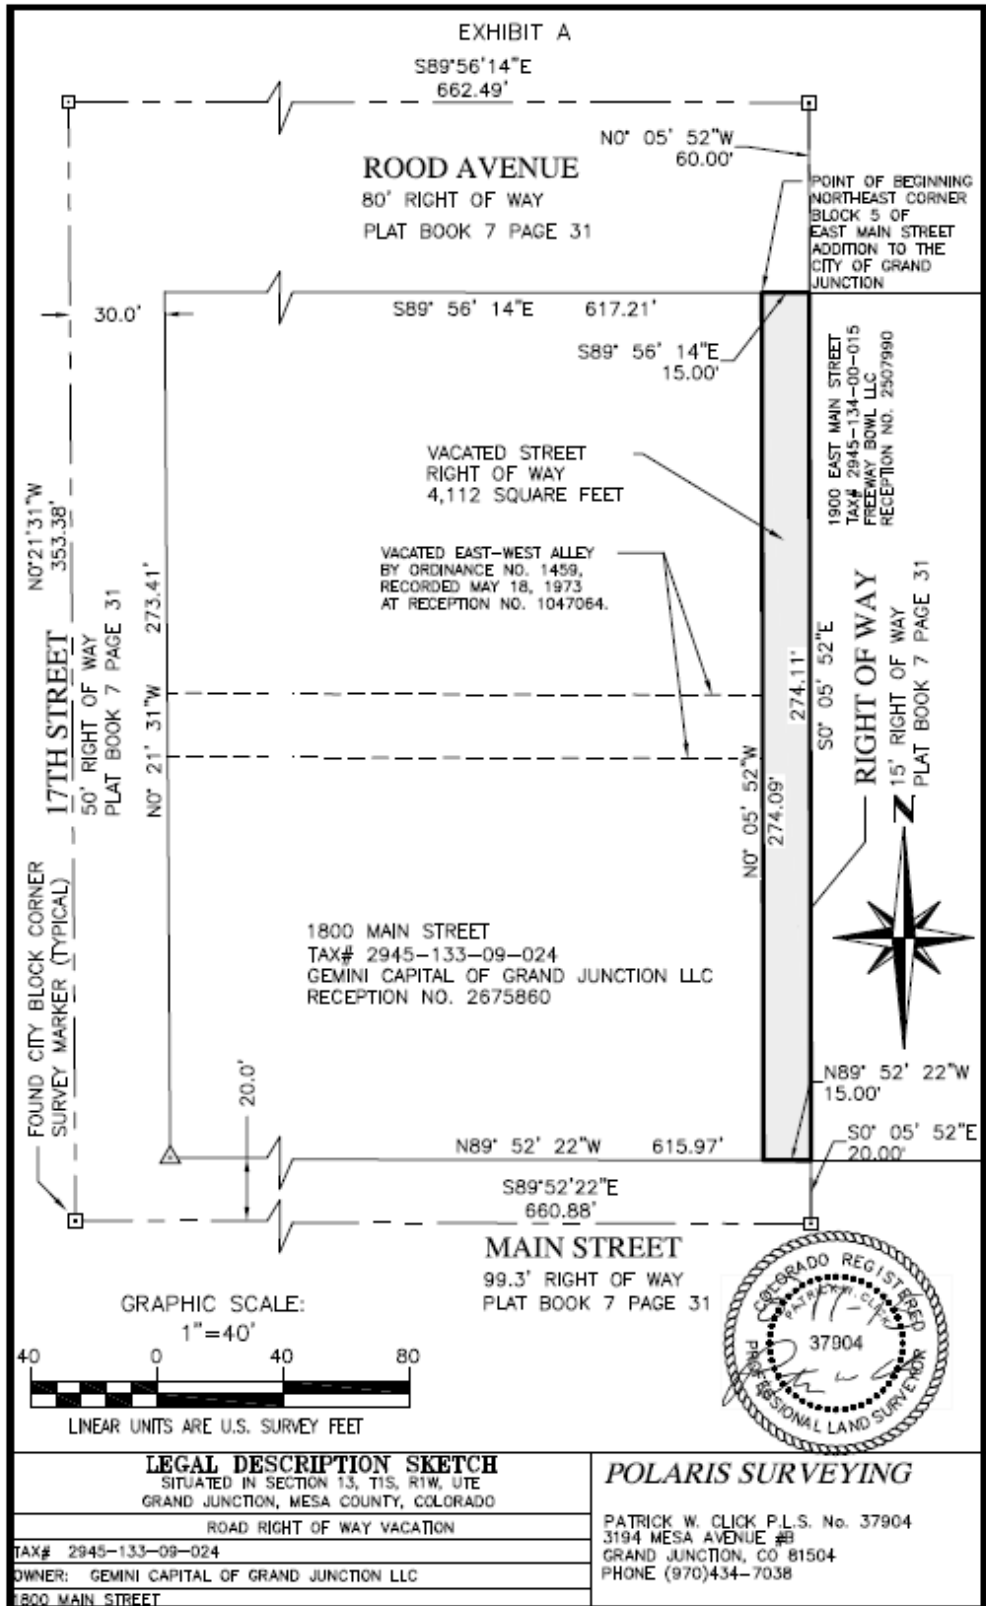 EXHIBIT A
S89°56'14"E
662.49'
N0° 05' 52"W
60.00'
ROOD AVENUE
80' RIGHT OF WAY
PLAT BOOK 7 PAGE 31
POINT OF BEGINNING
NORTHEAST CORNER
BLOCK 5 OF
EAST MAIN STREET
ADDITION TO THE
CITY OF GRAND
JUNCTION
30.0'
S89° 56' 14"E 617.21'
S89° 56' 14"E
15.00'
1900 EAST MAIN STREET
TAX# 2945-134-00-015
FREEWAY BOWL LLC
RECEPTION NO. 2507990
VACATED STREET
RIGHT OF WAY
4,112 SQUARE FEET
VACATED EAST-WEST ALLEY
BY ORDINANCE NO. 1459,
RECORDED MAY 18, 1973
AT RECEPTION NO. 1047064.
N0°21'31"W
353.38'
17TH STREET
50' RIGHT OF WAY
PLAT BOOK 7 PAGE 31
N0° 21' 31"W 273.41'
N0° 05' 52"W
274.09'
274.11'
S0° 05' 52"E
RIGHT OF WAY
15' RIGHT OF WAY
PLAT BOOK 7 PAGE 31
N
FOUND CITY BLOCK CORNER
SURVEY MARKER (TYPICAL)
1800 MAIN STREET
TAX# 2945-133-09-024
GEMINI CAPITAL OF GRAND JUNCTION LLC
RECEPTION NO. 2675860
20.0'
N89° 52' 22"W
15.00'
N89° 52' 22"W 615.97'
S0° 05' 52"E
20.00'
S89°52'22"E
660.88'
MAIN STREET
99.3' RIGHT OF WAY
PLAT BOOK 7 PAGE 31
COLORADO REGISTERED
PATRICK W. CLICK
37904
PROFESSIONAL LAND SURVEYOR
GRAPHIC SCALE:
1"=40'
40 0 40 80
LINEAR UNITS ARE U.S. SURVEY FEET
LEGAL DESCRIPTION SKETCH
SITUATED IN SECTION 13, T1S, R1W, UTE
GRAND JUNCTION, MESA COUNTY, COLORADO
ROAD RIGHT OF WAY VACATION
TAX# 2945-133-09-024
OWNER: GEMINI CAPITAL OF GRAND JUNCTION LLC
1800 MAIN STREET
POLARIS SURVEYING
PATRICK W. CLICK P.L.S. No. 37904
3194 MESA AVENUE #B
GRAND JUNCTION, CO 81504
PHONE (970)434-7038